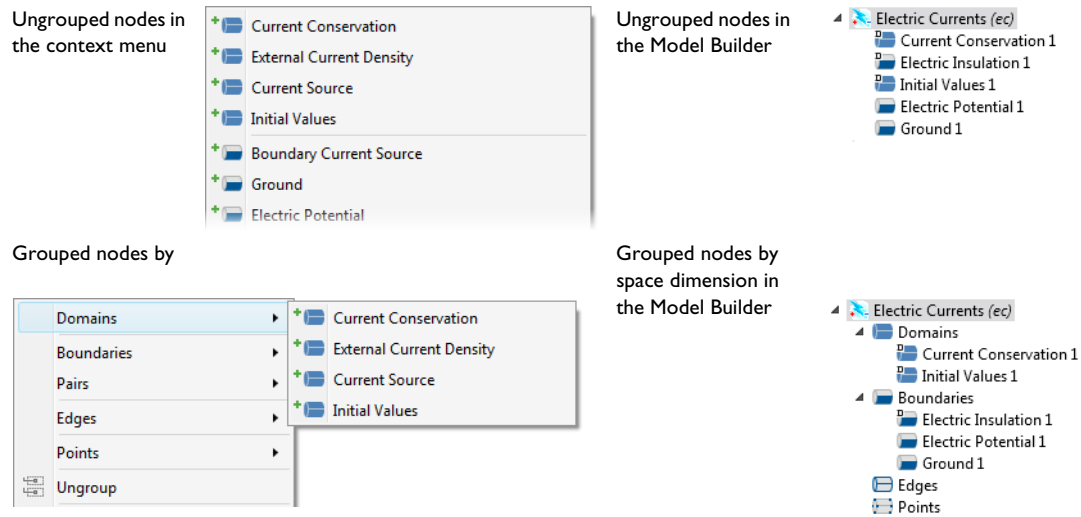 Ungrouped nodes in
the context menu
Current Conservation
External Current Density
Current Source
Initial Values
Boundary Current Source
Ground
Electric Potential
Ungrouped nodes in
the Model Builder
Electric Currents (ec)
D Current Conservation 1
D Electric Insulation 1
D Initial Values 1
Electric Potential 1
Ground 1
Grouped nodes by
Domains
Boundaries
Pairs
Edges
Points
Ungroup
Current Conservation
External Current Density
Current Source
Initial Values
Grouped nodes by
space dimension in
the Model Builder
Electric Currents (ec)
Domains
D Current Conservation 1
D Initial Values 1
Boundaries
D Electric Insulation 1
Electric Potential 1
Ground 1
Edges
Points